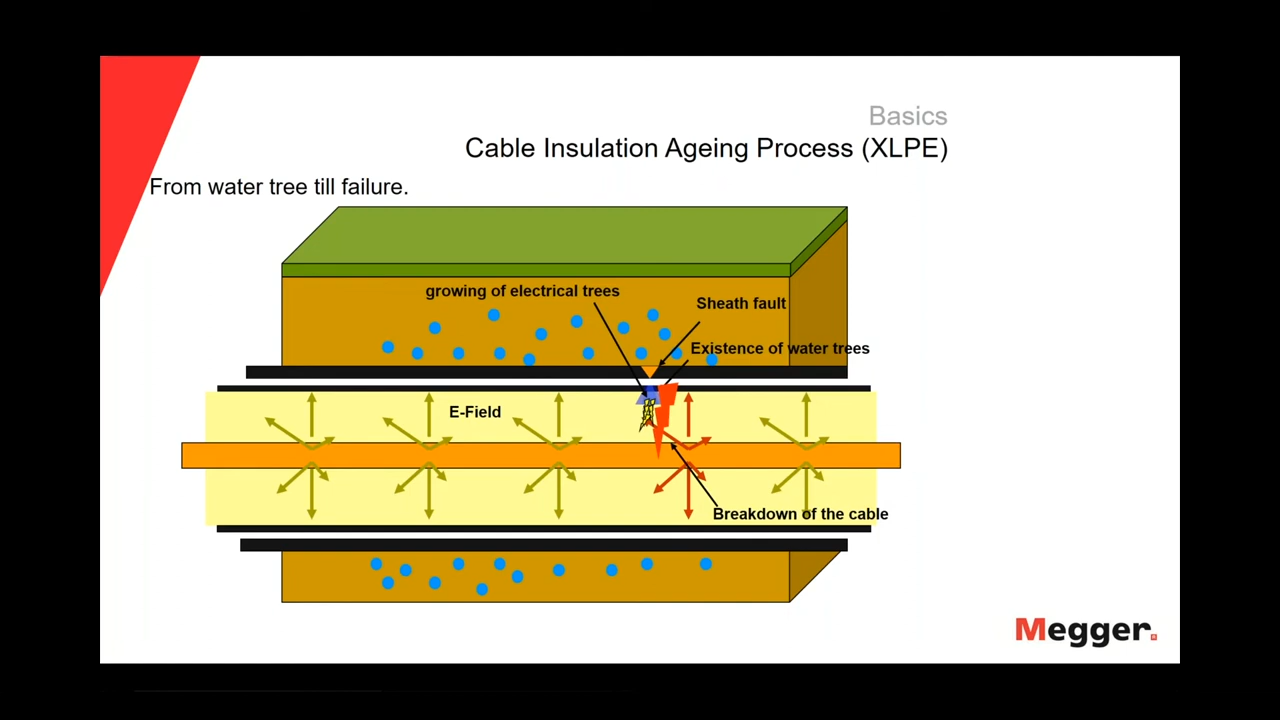 Basics
Cable Insulation Ageing Process (XLPE)
From water tree till failure.
growing of electrical trees
Sheath fault
Existence of water trees
E-Field
Breakdown of the cable
Megger.